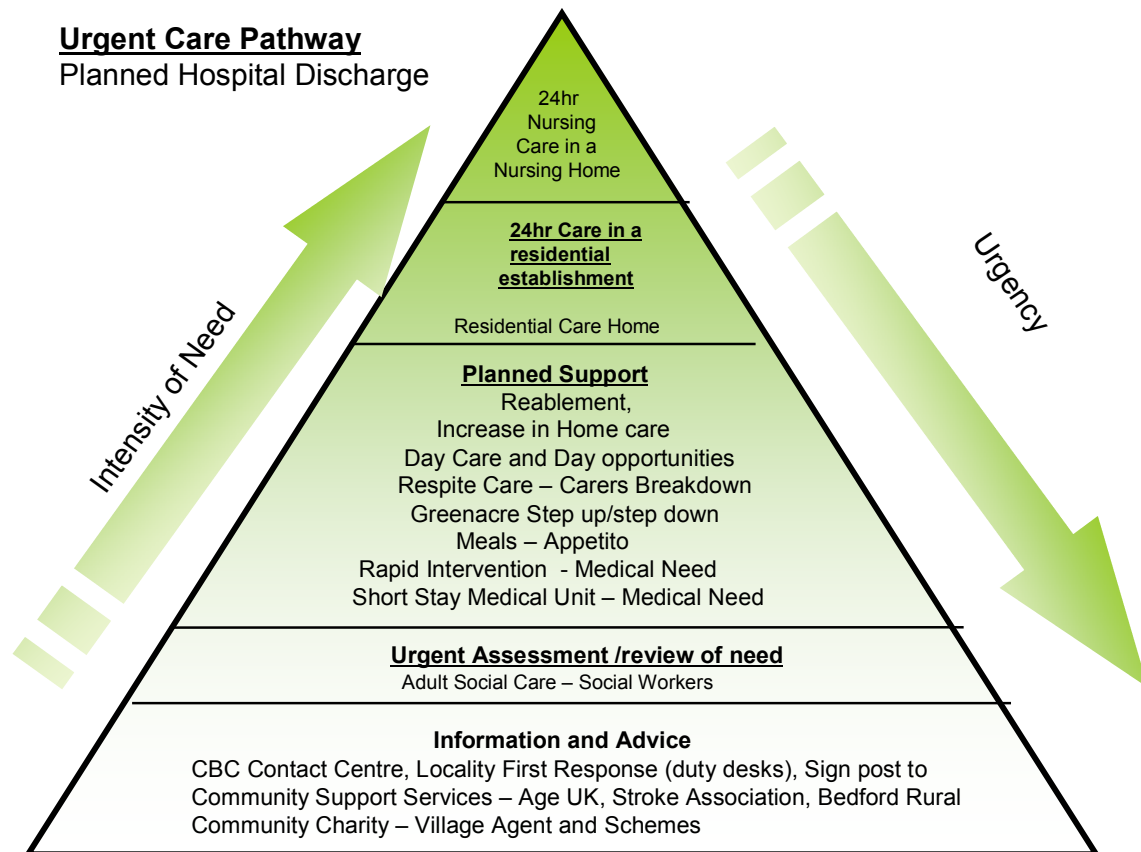 Urgent Care Pathway
Planned Hospital Discharge
24hr
Nursing
Care in a
Nursing Home
24hr Care in a
residential
establishment
Residential Care Home
Intensity of Need
Urgency
Planned Support
Reablement,
Increase in Home care
Day Care and Day opportunities
Respite Care – Carers Breakdown
Greenacre Step up/step down
Meals – Appetito
Rapid Intervention - Medical Need
Short Stay Medical Unit – Medical Need
Urgent Assessment /review of need
Adult Social Care – Social Workers
Information and Advice
CBC Contact Centre, Locality First Response (duty desks), Sign post to
Community Support Services – Age UK, Stroke Association, Bedford Rural
Community Charity – Village Agent and Schemes